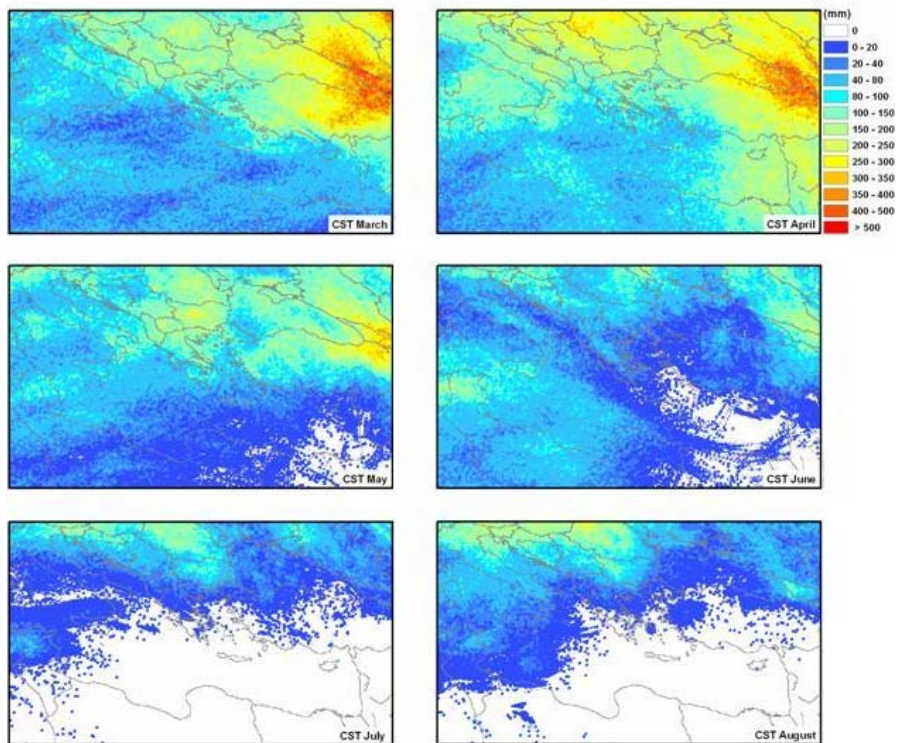 (mm)
0
0 - 20
20 - 40
40 - 80
80 - 100
100 - 150
150 - 200
200 - 250
250 - 300
300 - 350
350 - 400
400 - 500
> 500
CST March
CST April
CST May
CST June
CST July
CST August